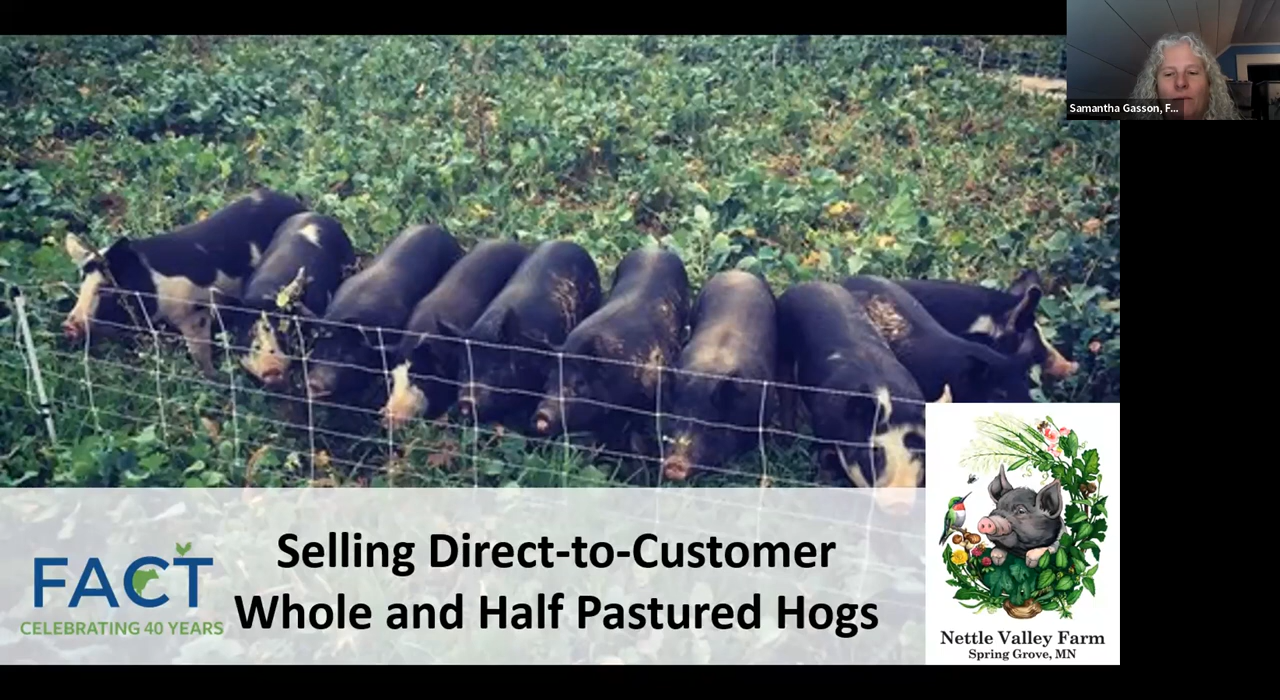 Samantha Gasson, F...
Selling Direct-to-Customer
Whole and Half Pastured Hogs
FACT
CELEBRATING 40 YEARS
Nettle Valley Farm
Spring Grove, MN